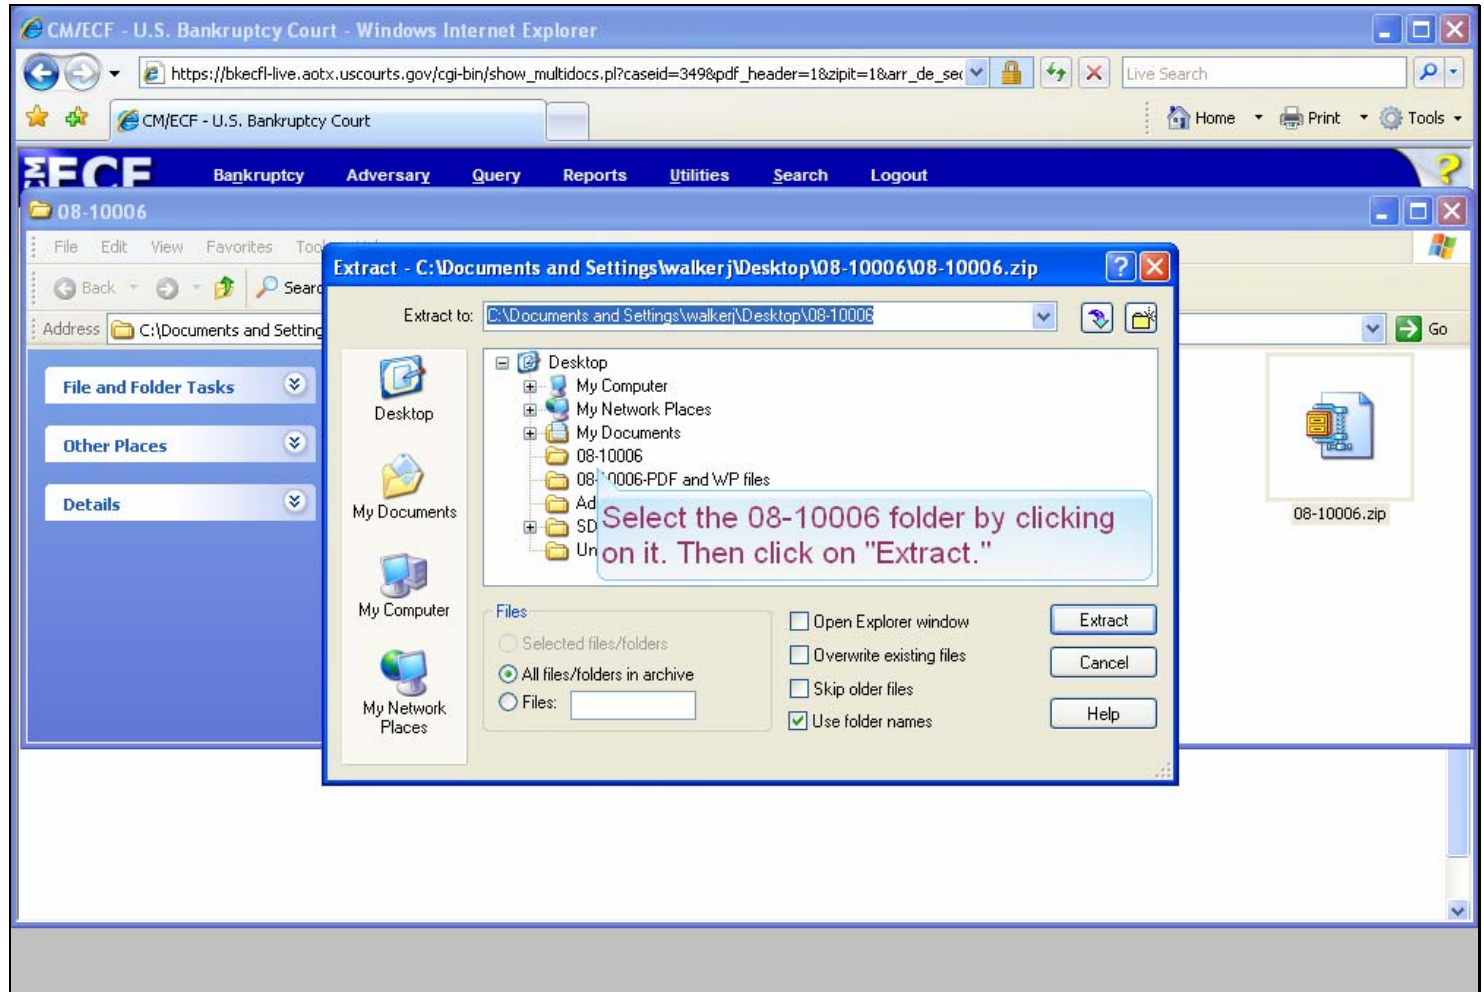 CM/ECF - U.S. Bankruptcy Court - Windows Internet Explorer
https://bkecfl-live.aotx.uscourts.gov/cgi-bin/show_multidocs.pl?caseid=349&pdf_header=1&zipit=1&arr_de_sec
Live Search
CM/ECF - U.S. Bankruptcy Court
Home Print Tools
ECF Bankruptcy Adversary Query Reports Utilities Search Logout ?
08-10006
File Edit View Favorites
Back
Address C:\Documents and Setting
Go
File and Folder Tasks
Other Places
Details
08-10006.zip
Extract - C:\Documents and Settings\walkerj\Desktop\08-10006\08-10006.zip
Extract to: C:\Documents and Settings\walkerj\Desktop\08-10006
Desktop
My Documents
My Computer
My Network
Places
Desktop
My Computer
My Network Places
My Documents
08-10006
08-10006-PDF and WP files
Ad
SD
Un
Select the 08-10006 folder by clicking
on it. Then click on "Extract."
Files
Selected files/folders
All files/folders in archive
Files:
Open Explorer window
Overwrite existing files
Skip older files
Use folder names
Extract
Cancel
Help